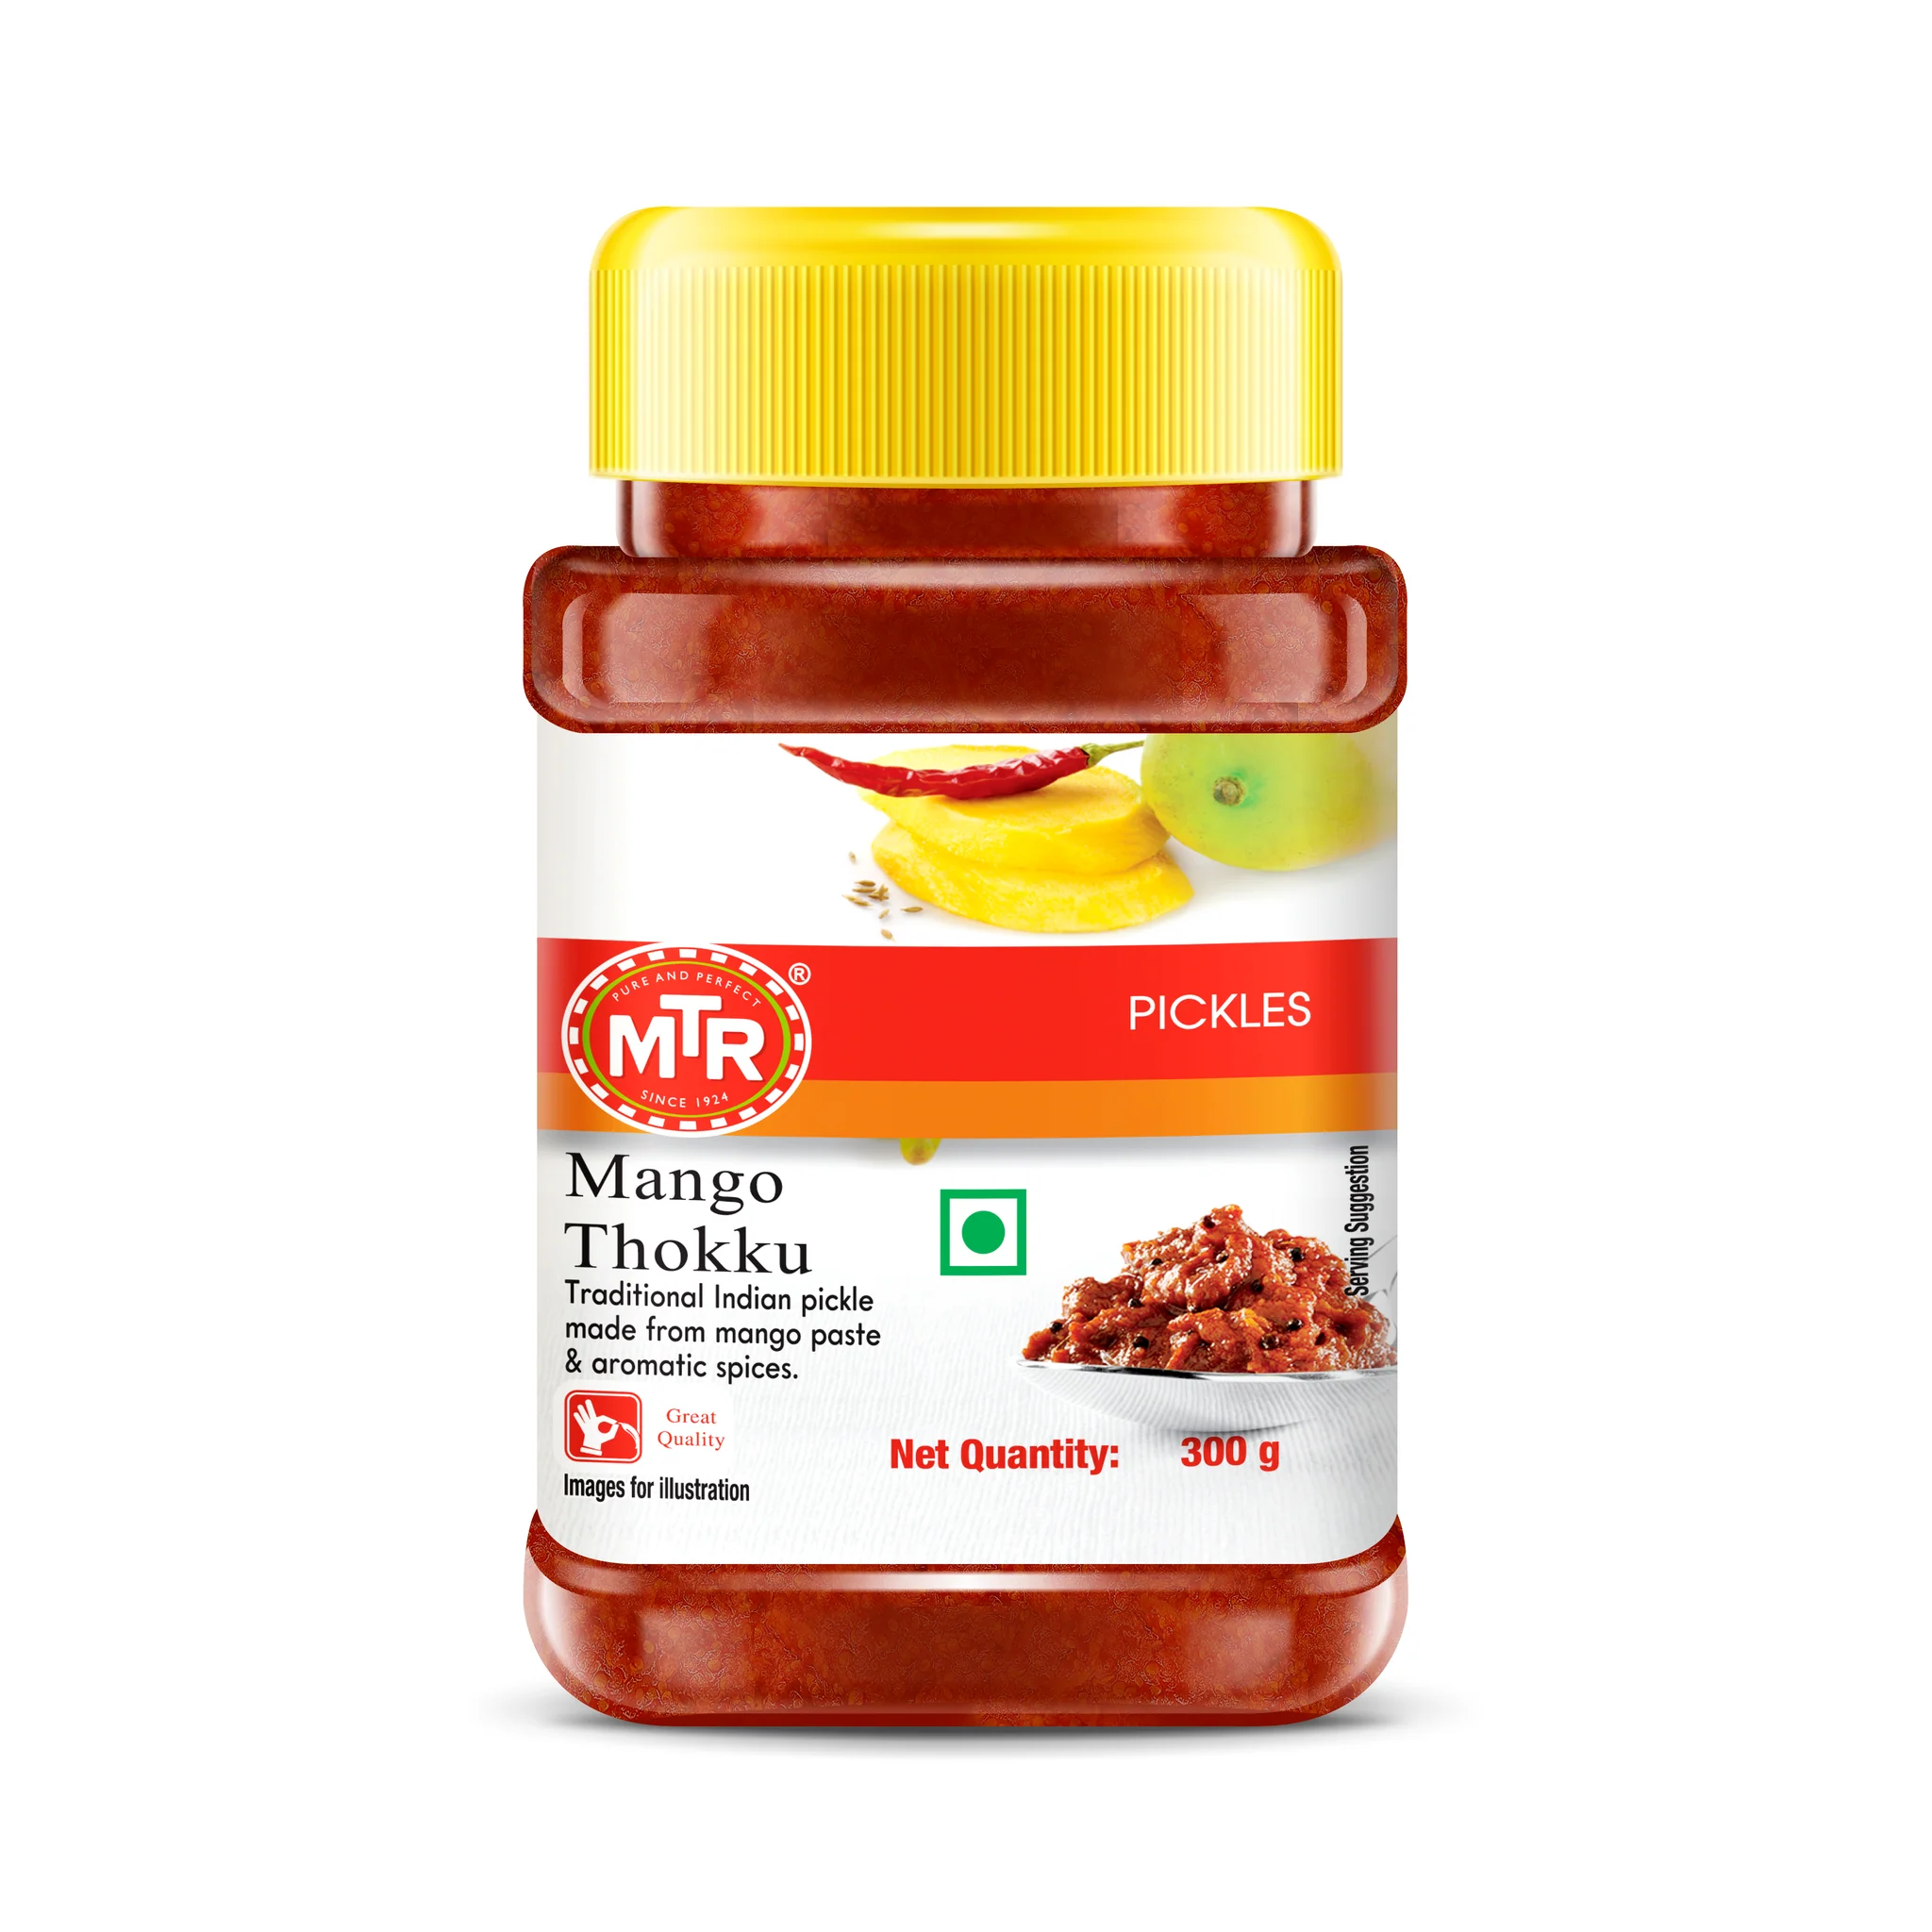 PURE AND PERFECT
MTR
®
SINCE 1924
PICKLES
Mango
Thokku
Traditional Indian pickle
made from mango paste
& aromatic spices.
Serving Suggestion
Great
Quality
Net Quantity: 300 g
Images for illustration